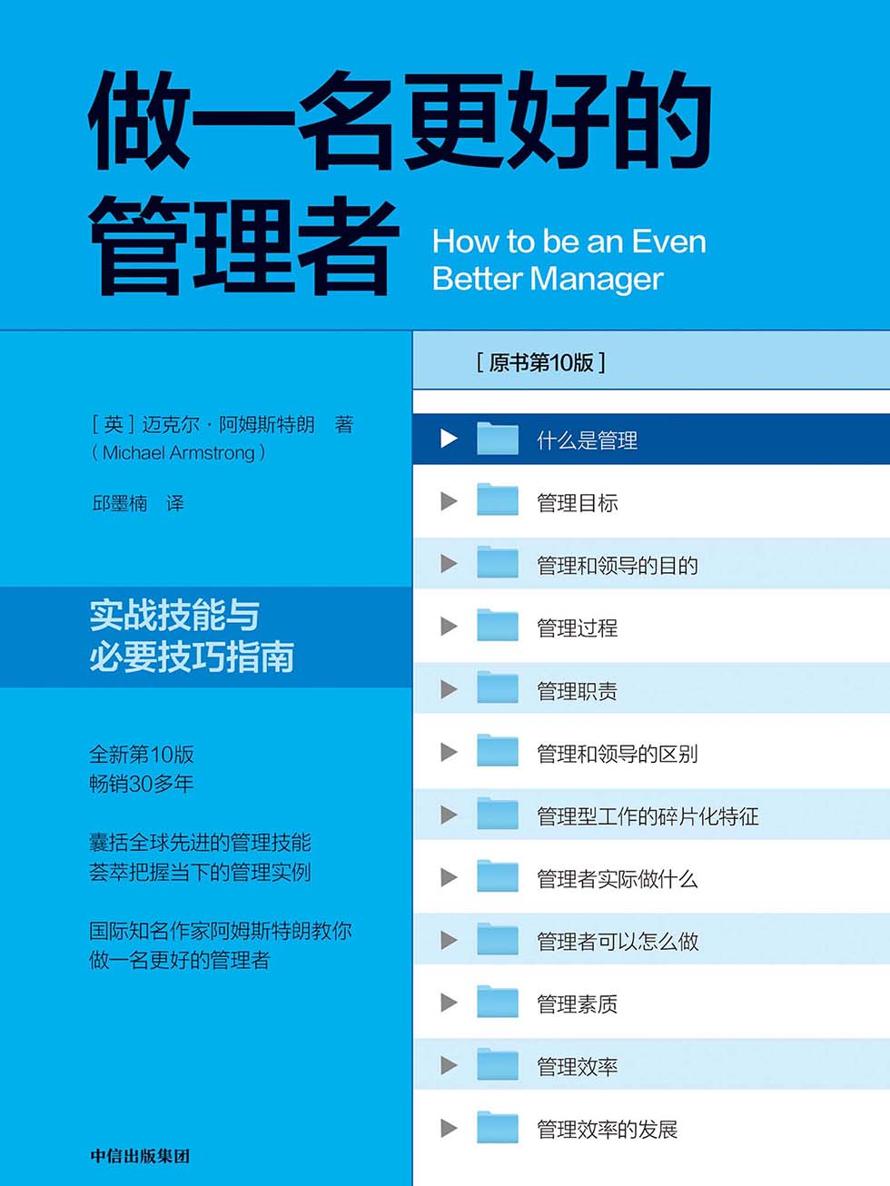 做一名更好的
管理者
How to be an Even
Better Manager
[原书第10版]
[英]迈克尔·阿姆斯特朗 著
（Michael Armstrong）
邱墨楠 译
实战技能与
必要技巧指南
全新第10版
畅销30多年
囊括全球先进的管理技能
荟萃把握当下的管理实例
国际知名作家阿姆斯特朗教你
做一名更好的管理者
中信出版集团
什么是管理
管理目标
管理和领导的目的
管理过程
管理职责
管理和领导的区别
管理型工作的碎片化特征
管理者实际做什么
管理者可以怎么做
管理素质
管理效率
管理效率的发展